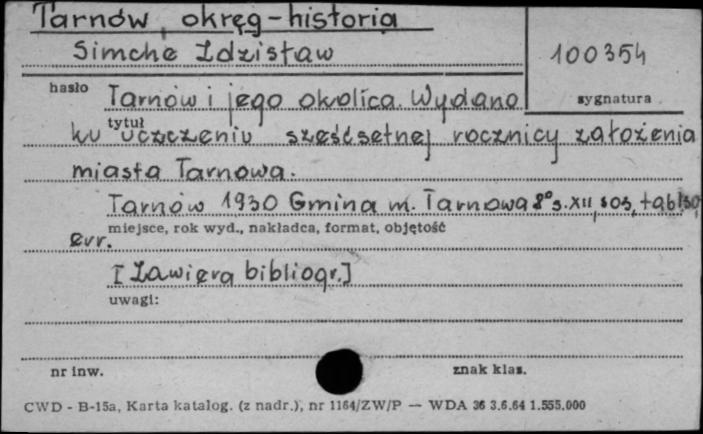 Tarnów, okręg-historia
Simche Zdzisław
100354
hasło
sygnatura
Tarnów i jego okolica. Wydano
tytuł
ku uczczeniu sześćsetnej rocznicy założenia
miasta Tarnowa.
Tarnów 1930 Gmina m. Tarnowa 8° s. XII,
miejsce, rok wyd., nakładca, format, objętość
[Zawiera bibliogr.]
uwagi:
nr inw.
znak klas.
CWD - B-15a, Karta katalog. (z nadr.), nr 1164/ZW/P — WDA 36 3.6.64 1.555.000